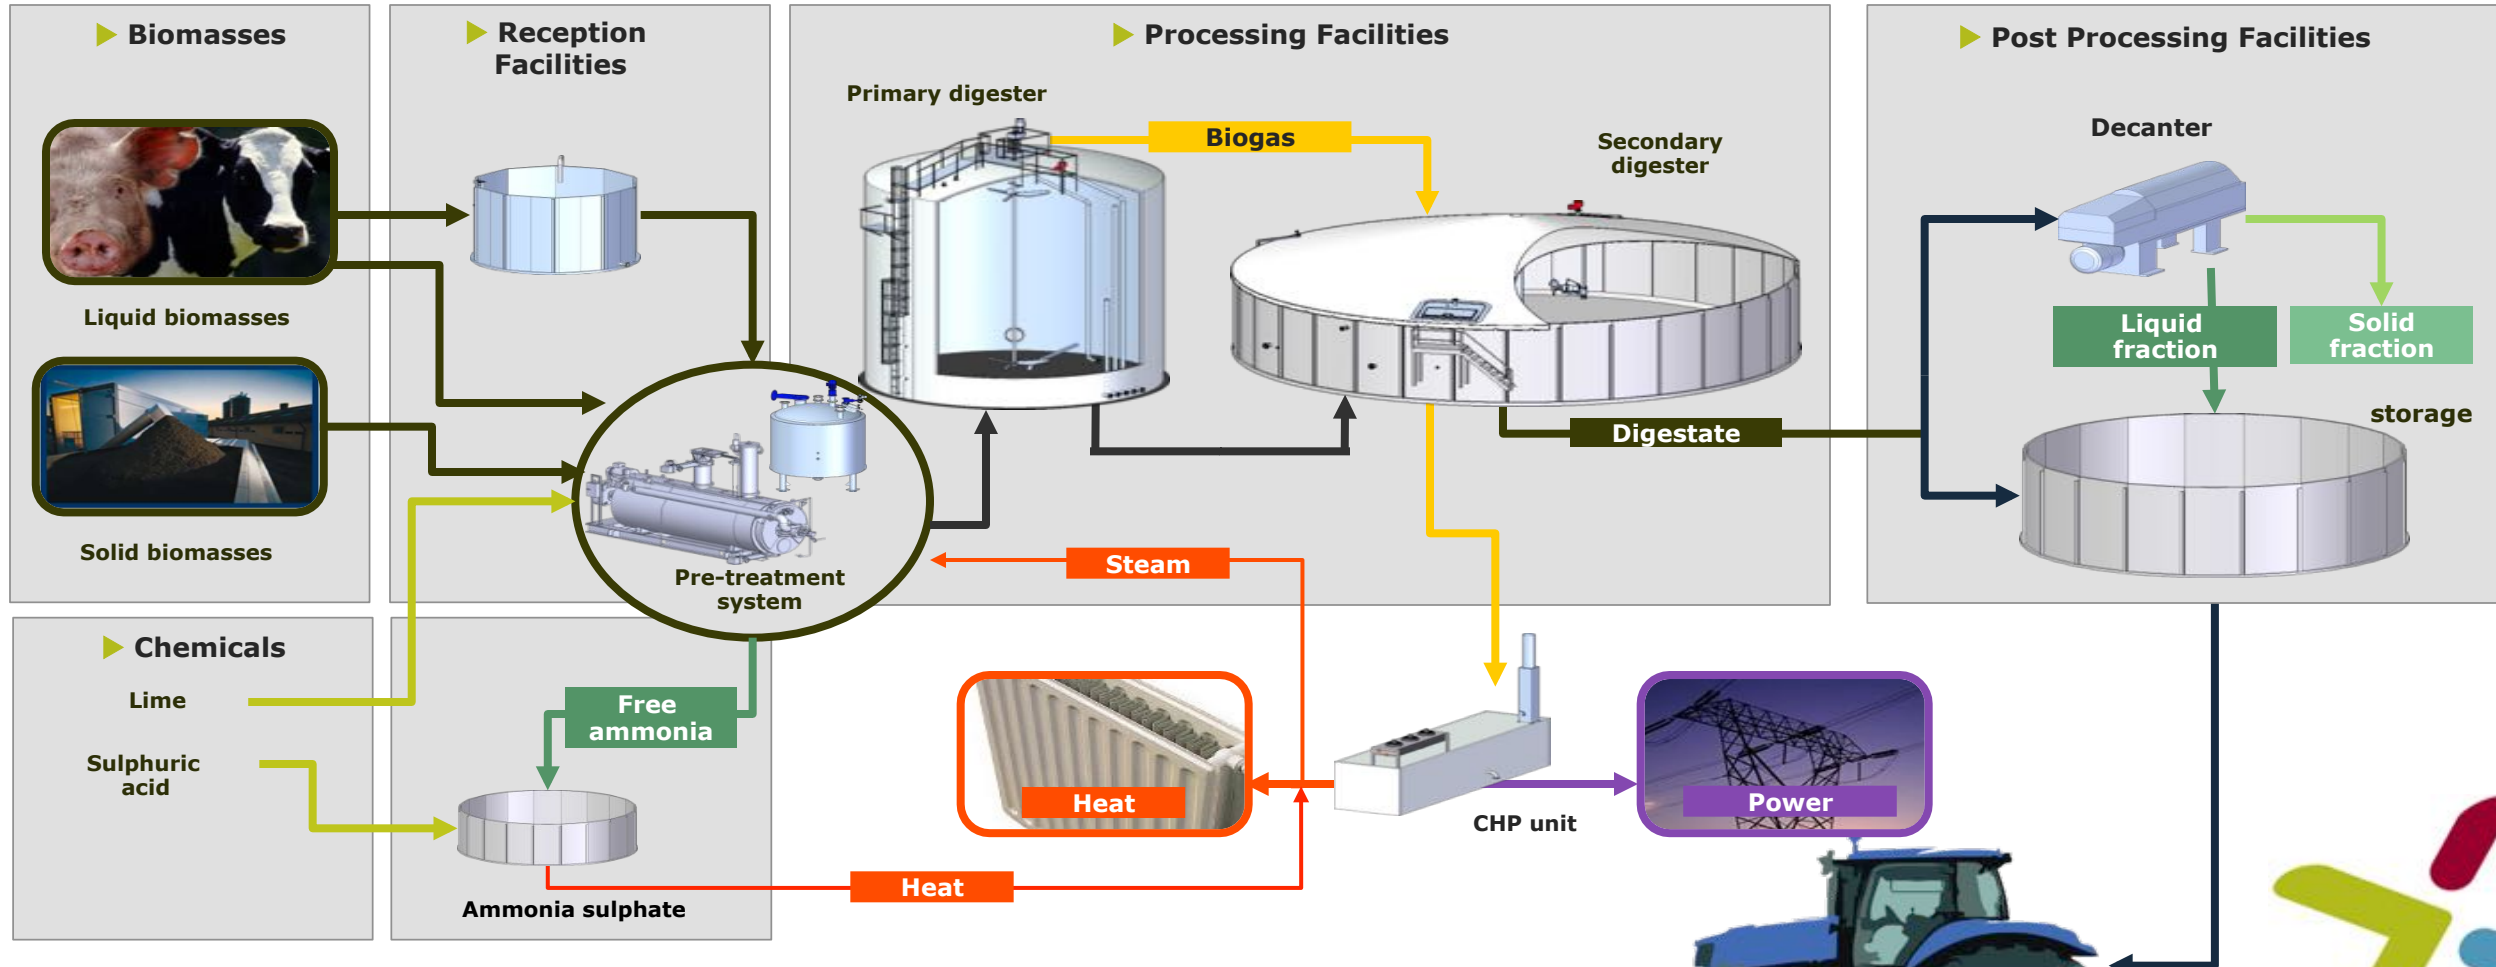 Biomasses
Reception
Facilities
Processing Facilities
Post Processing Facilities
Primary digester
Biogas
Secondary
digester
Decanter
Liquid biomasses
Liquid
fraction
Solid
fraction
storage
Digestate
Solid biomasses
Pre-treatment
system
Steam
Chemicals
Lime
Free
ammonia
Sulphuric
acid
Heat
Power
CHP unit
Heat
Ammonia sulphate